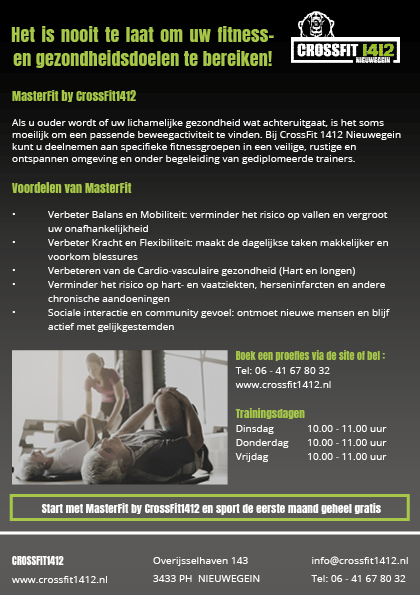 Het is nooit te laat om uw fitness-
en gezondheidsdoelen te bereiken!
CROSSFIT 1412
NIEUWEGEIN
MasterFit by CrossFit1412
Als u ouder wordt of uw lichamelijke gezondheid wat achteruitgaat, is het soms
moeilijk om een passende beweegactiviteit te vinden. Bij CrossFit 1412 Nieuwegein
kunt u deelnemen aan specifieke fitnessgroepen in een veilige, rustige en
ontspannen omgeving en onder begeleiding van gediplomeerde trainers.
Voordelen van MasterFit
• Verbeter Balans en Mobiliteit: verminder het risico op vallen en vergroot
uw onafhankelijkheid
• Verbeter Kracht en Flexibiliteit: maakt de dagelijkse taken makkelijker en
voorkom blessures
• Verbeteren van de Cardio-vasculaire gezondheid (Hart en longen)
• Verminder het risico op hart- en vaatziekten, herseninfarcten en andere
chronische aandoeningen
• Sociale interactie en community gevoel: ontmoet nieuwe mensen en blijf
actief met gelijkgestemden
Boek een proefles via de site of bel :
Tel: 06 - 41 67 80 32
www.crossfit1412.nl
Trainingsdagen
Dinsdag 10.00 - 11.00 uur
Donderdag 10.00 - 11.00 uur
Vrijdag 10.00 - 11.00 uur
Start met MasterFit by CrossFit1412 en sport de eerste maand geheel gratis
CROSSFIT1412
www.crossfit1412.nl
Overijsselhaven 143
3433 PH NIEUWEGEIN
info@crossfit1412.nl
Tel: 06 - 41 67 80 32